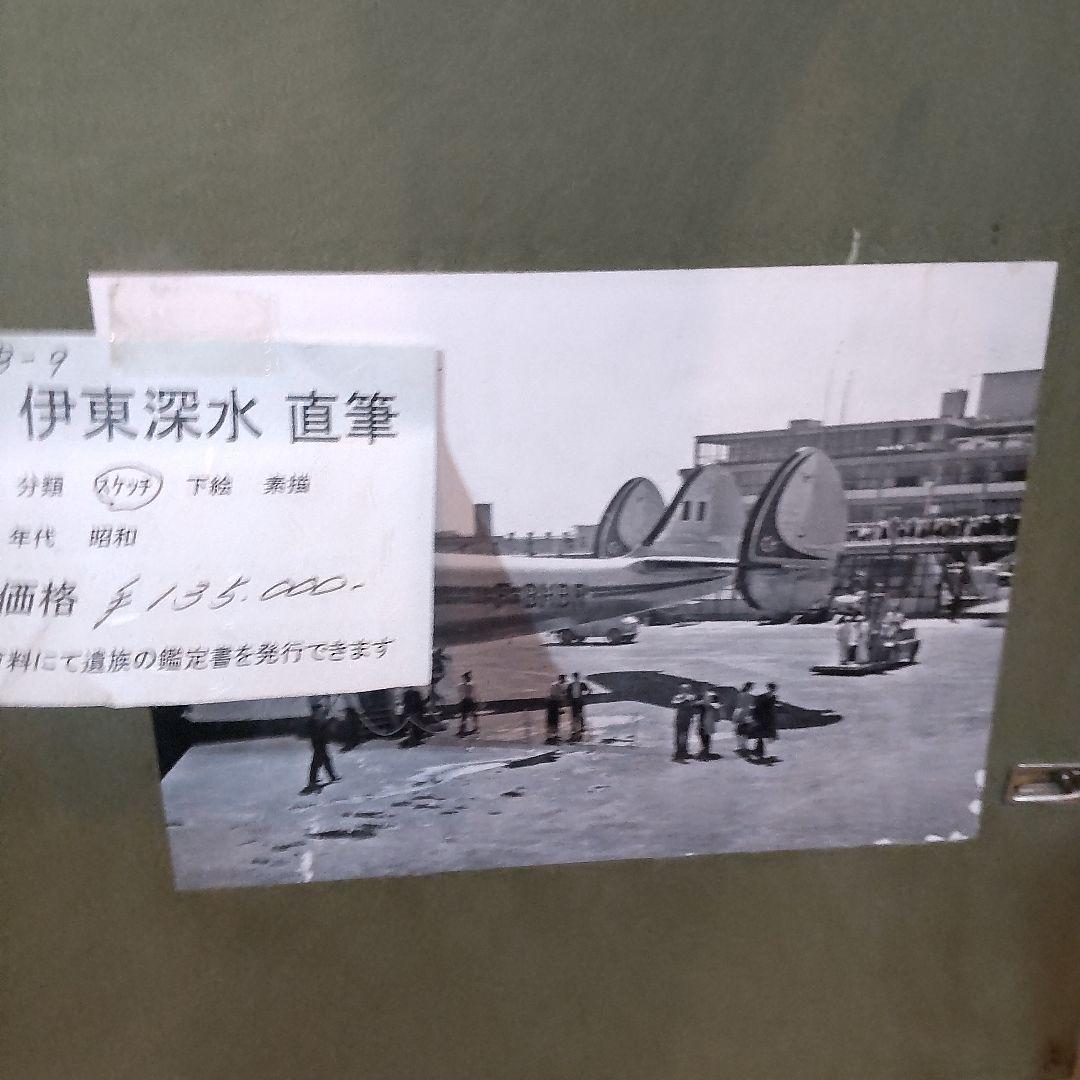 B-9
伊東深水 直筆
分類 スケッチ 下絵 素描
年代 昭和
価格 ¥135.000-
料にて遺族の鑑定書を発行できます